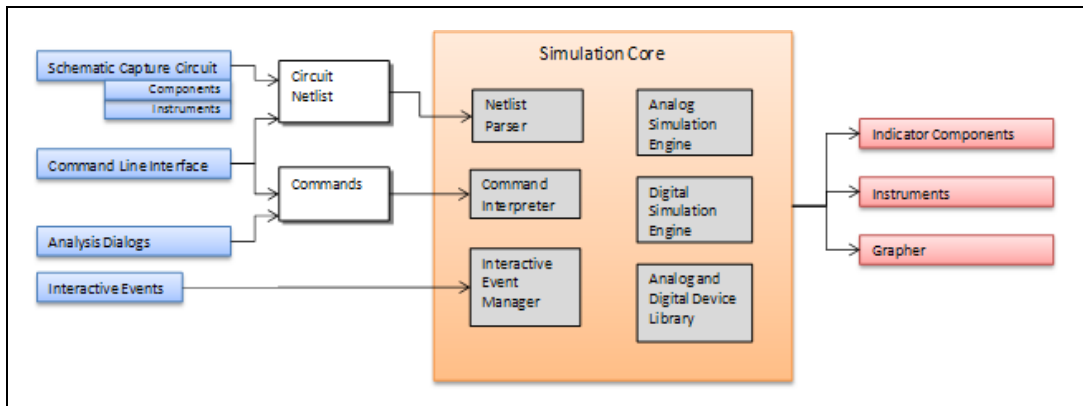 Simulation Core
Schematic Capture Circuit
Components
Instruments
Command Line Interface
Analysis Dialogs
Interactive Events
Circuit
Netlist
Commands
Netlist
Parser
Command
Interpreter
Interactive
Event
Manager
Analog
Simulation
Engine
Digital
Simulation
Engine
Analog and
Digital Device
Library
Indicator Components
Instruments
Grapher